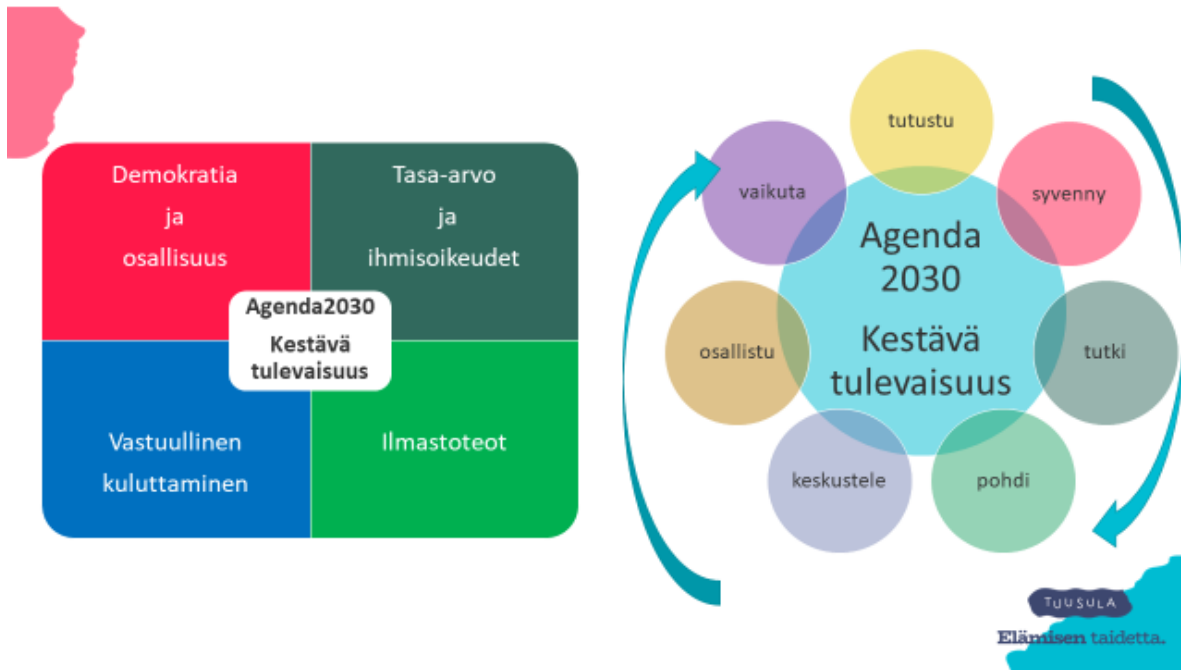 Demokratia
ja
osallisuus
Tasa-arvo
ja
ihmisoikeudet
Agenda2030
Kestävä
tulevaisuus
Vastuullinen
kuluttaminen
Ilmastoteot
tutustu
syvenny
tutki
pohdi
keskustele
osallistu
vaikuta
Agenda
2030
Kestävä
tulevaisuus
TUUSULA
Elämisen taidetta.